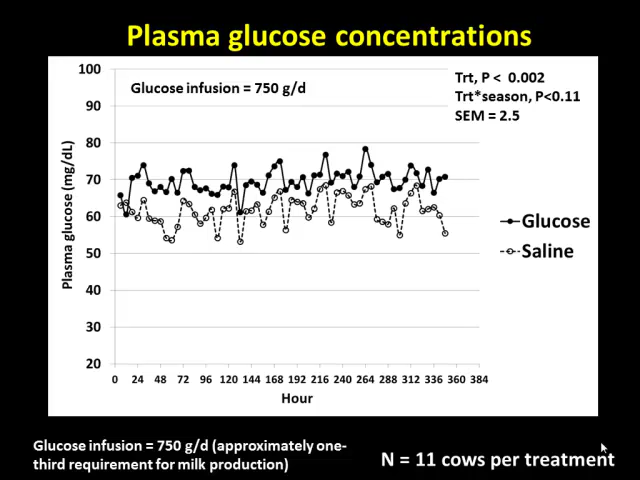 Plasma glucose concentrations
Glucose infusion = 750 g/d
Trt, P < 0.002
Trt*season, P<0.11
SEM = 2.5
Plasma glucose (mg/dL)
100
90
80
70
60
50
40
30
20
0 24 48 72 96 120 144 168 192 216 240 264 288 312 336 360 384
Hour
Glucose
Saline
Glucose infusion = 750 g/d (approximately one-
third requirement for milk production)
N = 11 cows per treatment